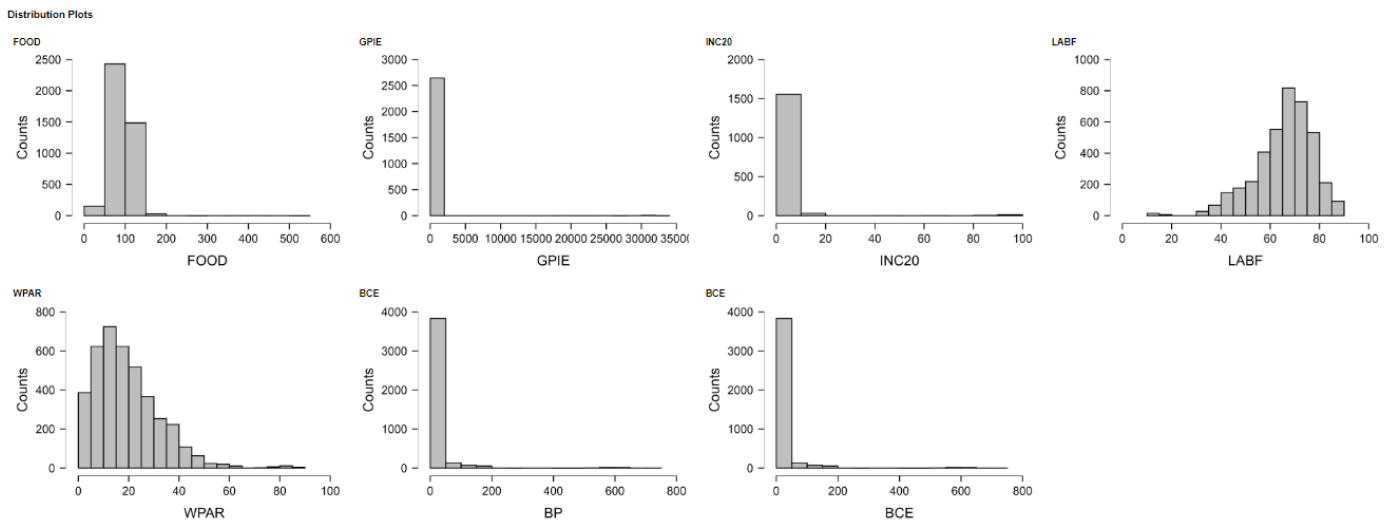 Distribution Plots
FOOD GPIE INC20 LABF
2500 3000 2000 1000
2000 2500 1500 800
1500 2000 1000 600
1000 1500 500 400
500 1000 0 200
0 500 0
0
Counts Counts Counts Counts
0 100 200 300 400 500 600
0 5000 10000 15000 20000 25000 30000 35000
0 20 40 60 80 100
0 20 40 60 80 100
FOOD GPIE INC20 LABF
WPAR BCE BCE
800 4000 4000
600 3000 3000
400 2000 2000
200 1000 1000
0 0 0
Counts Counts Counts
0 20 40 60 80 100
0 200 400 600 800
0 200 400 600 800
WPAR BP BCE